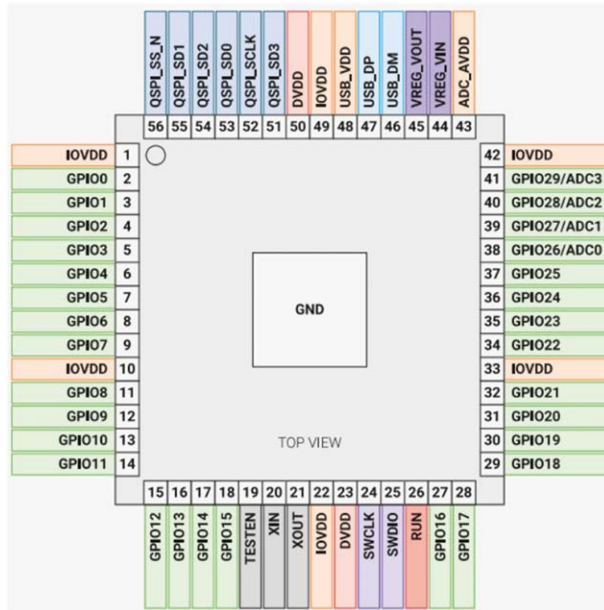 QSPI_SS_N QSPI_SD1 QSPI_SD2 QSPI_SD0 QSPI_SCLK QSPI_SD3 DVDD IOVDD USB_VDD USB_DP USB_DM VREG_VOUT VREG_VIN ADC_AVDD
56 55 54 53 52 51 50 49 48 47 46 45 44 43
IOVDD 1 42 IOVDD
GPIO0 2 41 GPIO29/ADC3
GPIO1 3 40 GPIO28/ADC2
GPIO2 4 39 GPIO27/ADC1
GPIO3 5 38 GPIO26/ADC0
GPIO4 6 37 GPIO25
GPIO5 7 36 GPIO24
GPIO6 8 35 GPIO23
GPIO7 9 34 GPIO22
GND
IOVDD 10 33 IOVDD
GPIO8 11 32 GPIO21
GPIO9 12 31 GPIO20
GPIO10 13 30 GPIO19
GPIO11 14 29 GPIO18
TOP VIEW
15 16 17 18 19 20 21 22 23 24 25 26 27 28
GPIO12 GPIO13 GPIO14 GPIO15 TESTEN XIN XOUT IOVDD DVDD SWCLK SWDIO RUN GPIO16 GPIO17